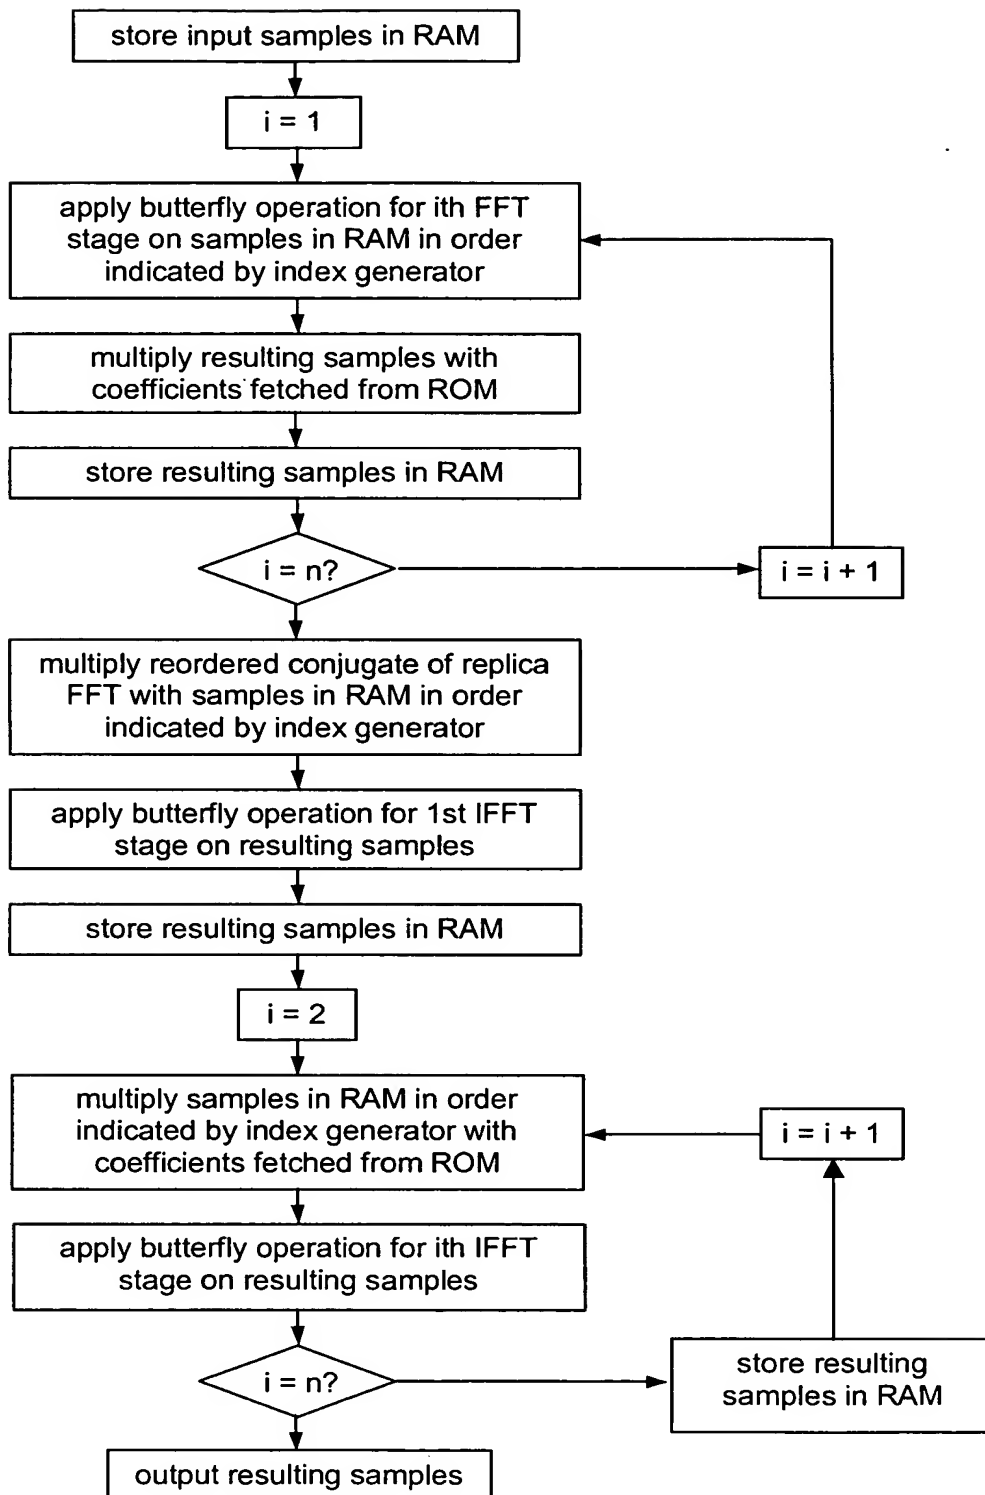 store input samples in RAM
i = 1
apply butterfly operation for ith FFT
stage on samples in RAM in order
indicated by index generator
multiply resulting samples with
coefficients fetched from ROM
store resulting samples in RAM
i = n?
i = i + 1
multiply reordered conjugate of replica
FFT with samples in RAM in order
indicated by index generator
apply butterfly operation for 1st IFFT
stage on resulting samples
store resulting samples in RAM
i = 2
multiply samples in RAM in order
indicated by index generator with
coefficients fetched from ROM
i = i + 1
apply butterfly operation for ith IFFT
stage on resulting samples
i = n?
store resulting
samples in RAM
output resulting samples